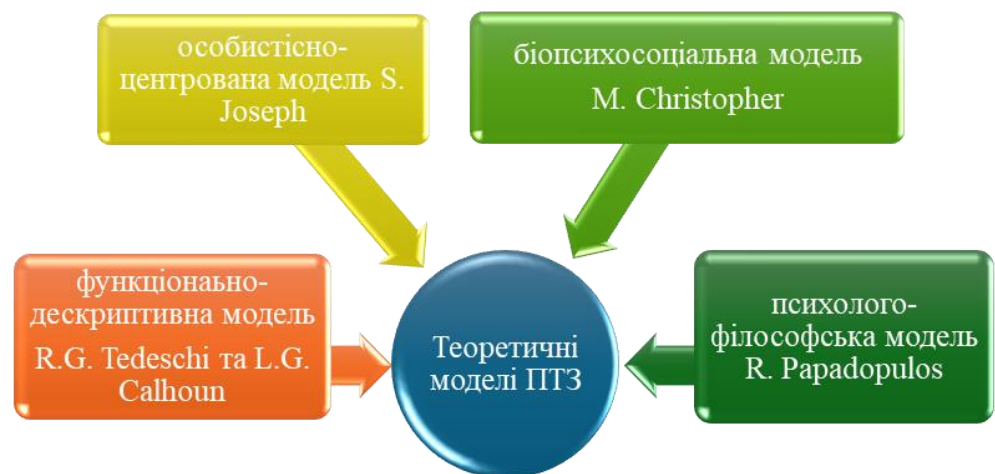 особистісно-
центрована модель S.
Joseph
біопсихосоціальна модель
M. Christopher
функціонаьно-
дескриптивна модель
R.G. Tedeschi та L.G.
Calhoun
Теоретичні
моделі ПТЗ
психолого-
філософська модель
R. Papadopulos